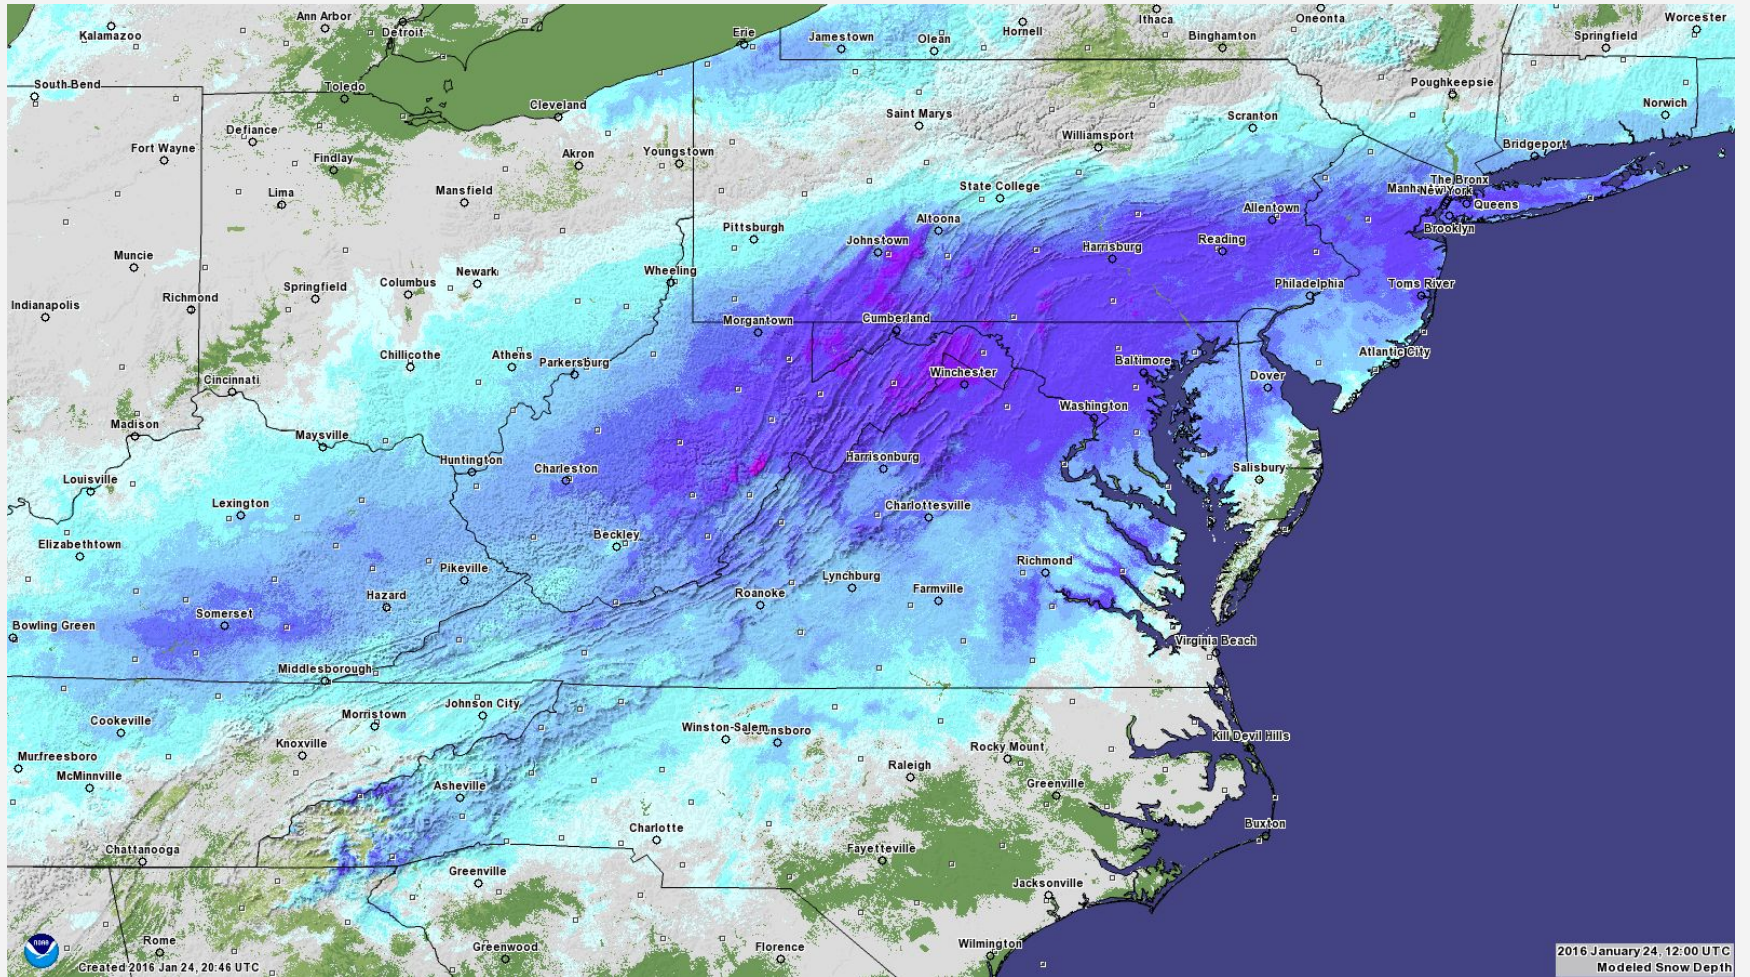 Ann Arbor
Kalamazoo
Detroit
Erie
Jamestown
Olean
Hornell
Ithaca
Binghamton
Oneonta
Springfield
Worcester
South Bend
Toledo
Cleveland
Poughkeepsie
Norwich
Defiance
Saint Marys
Williamsport
Scranton
Bridgeport
Fort Wayne
Findlay
Akron
Youngstown
The Bronx
Lima
Mansfield
State College
New York
Queens
Allentown
Brooklyn
Pittsburgh
Altoona
Johnstown
Harrisburg
Reading
Muncie
Wheeling
Newark
Columbus
Springfield
Philadelphia
Toms River
Richmond
Indianapolis
Morgantown
Cumberland
Chillicothe
Athens
Parkersburg
Baltimore
Atlantic City
Cincinnati
Winchester
Dover
Washington
Madison
Maysville
Huntington
Charleston
Harrisonburg
Salisbury
Louisville
Lexington
Charlottesville
Elizabethtown
Beckley
Pikeville
Richmond
Hazard
Lynchburg
Roanoke
Farmville
Somerset
Bowling Green
Virginia Beach
Middlesborough
Johnson City
Morristown
Cookeville
Winston-Salem
Kill Devil Hills
Knoxville
Rocky Mount
Murfreesboro
McMinnville
Raleigh
Asheville
Greenville
Charlotte
Buxton
Chattanooga
Fayetteville
Greenville
Jacksonville
Rome
Greenwood
Florence
Wilmington
NOAA
Created 2016 Jan 24, 20:46 UTC
2016 January 24, 12:00 UTC
Modeled Snow Depth